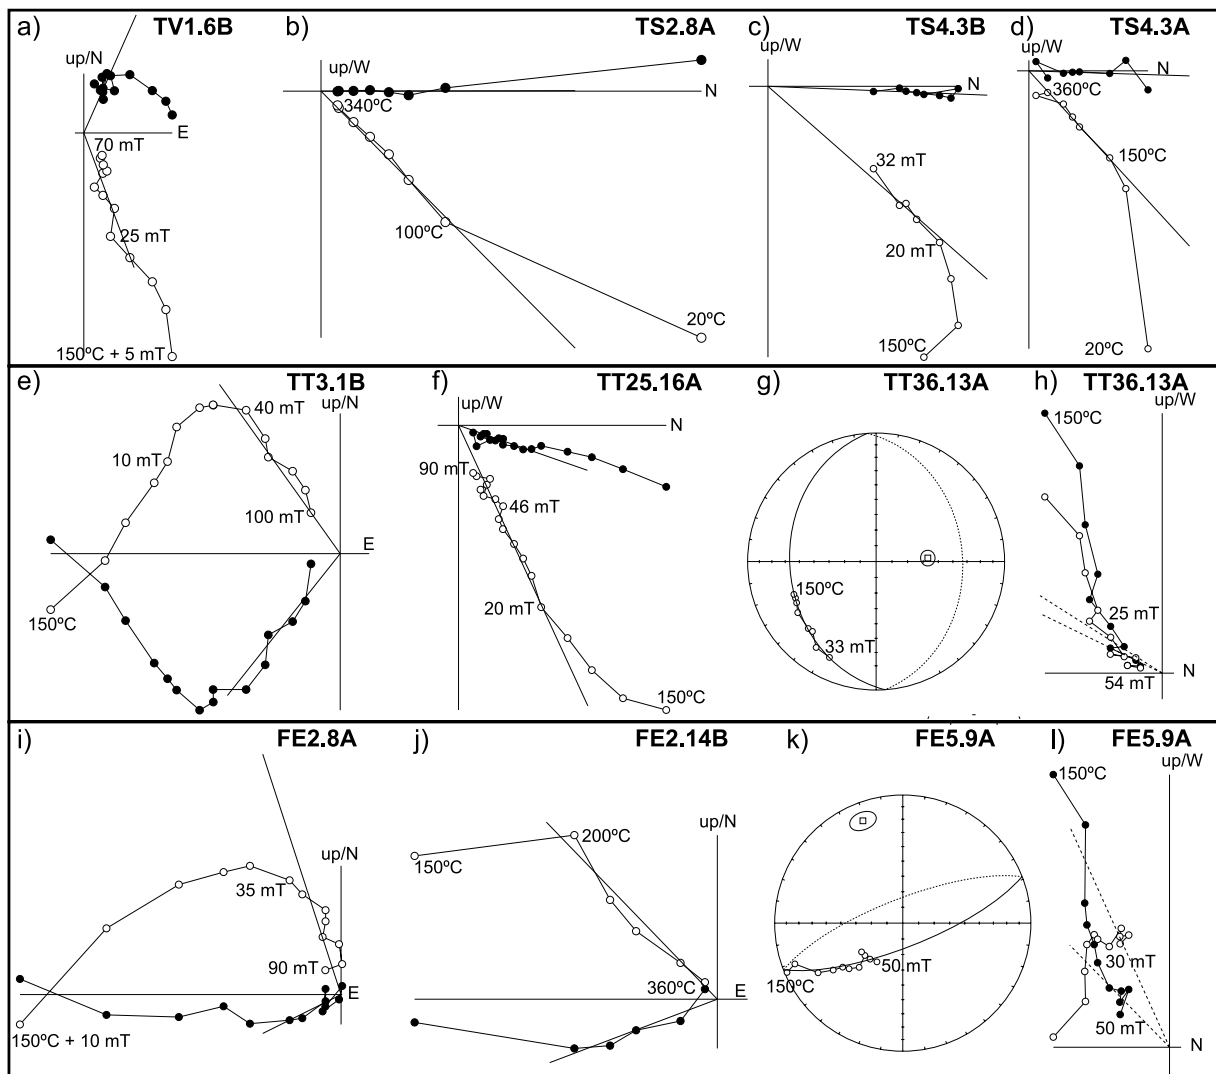 a) TV1.6B
up/N
E
70 mT
25 mT
150ºC + 5 mT
b) TS2.8A
up/W
N
340ºC
100ºC
20ºC
c) TS4.3B
up/W
N
32 mT
20 mT
150ºC
d) TS4.3A
up/W
N
360ºC
150ºC
20ºC
e) TT3.1B
up/N
40 mT
10 mT
100 mT
E
150ºC
f) TT25.16A
up/W
N
90 mT
46 mT
20 mT
150ºC
g) TT36.13A
150ºC
33 mT
h) TT36.13A
up/W
150ºC
25 mT
N
54 mT
i) FE2.8A
up/N
35 mT
90 mT
E
150ºC + 10 mT
j) FE2.14B
up/N
200ºC
150ºC
360ºC
E
k) FE5.9A
50 mT
150ºC
l) FE5.9A
up/W
150ºC
30 mT
50 mT
N